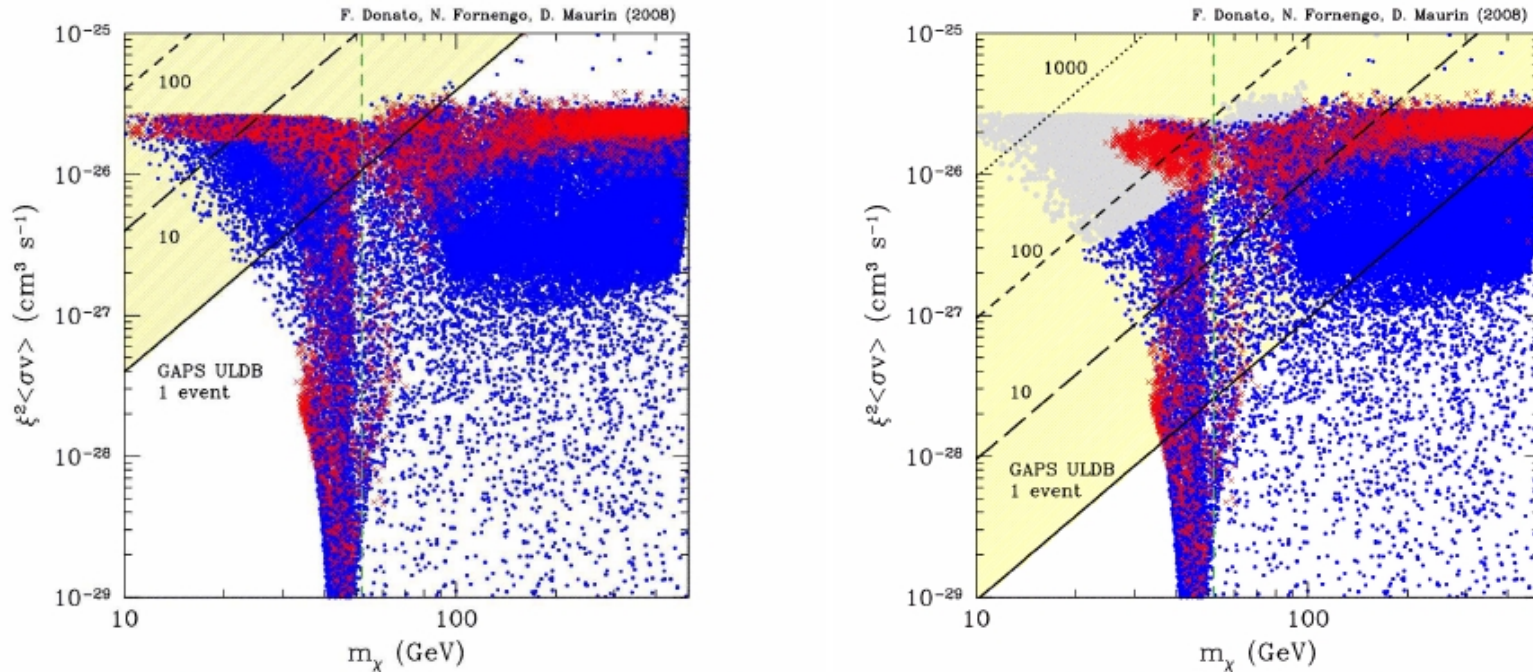 F. Donato, N. Fornengo, D. Maurin (2008)
10⁻²⁵
100
10⁻²⁶
10
10⁻²⁷
GAPS ULDB
1 event
10⁻²⁸
10⁻²⁹
10
100
ξ²<σv> (cm³ s⁻¹)
m_χ (GeV)
F. Donato, N. Fornengo, D. Maurin (2008)
10⁻²⁵
1000
10⁻²⁶
100
10⁻²⁷
10
GAPS ULDB
1 event
10⁻²⁸
10⁻²⁹
10
100
ξ²<σv> (cm³ s⁻¹)
m_χ (GeV)